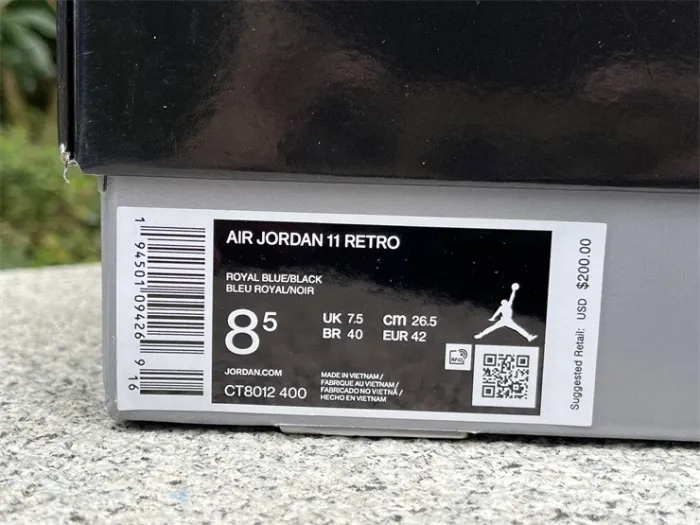 1 94501 09426 9 16
AIR JORDAN 11 RETRO
ROYAL BLUE/BLACK
BLEU ROYAL/NOIR
8⁵
UK 7.5 cm 26.5
BR 40 EUR 42
JORDAN.COM
CT8012 400
MADE IN VIETNAM /
FABRIQUE AU VIETNAM /
FABRICADO NO VIETNÃ /
HECHO EN VIETNAM
RFID
Suggested Retail: USD $200.00